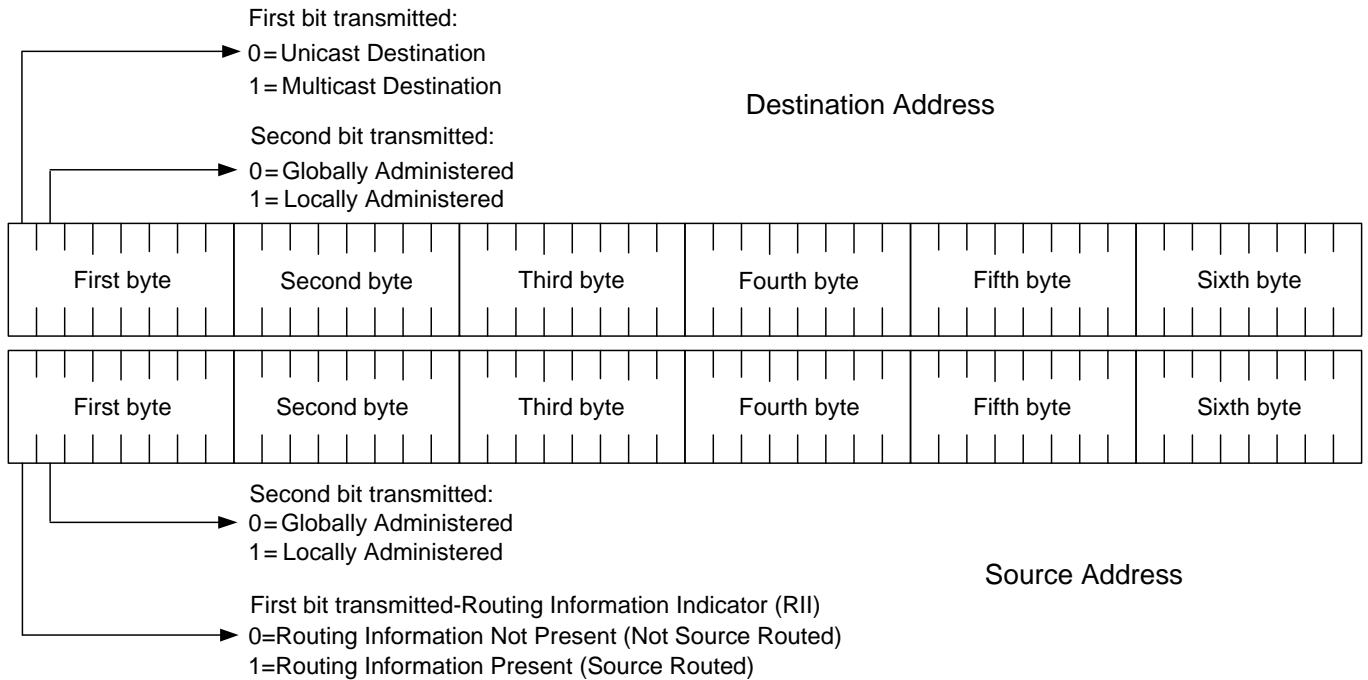 First bit transmitted:
0=Unicast Destination
1=Multicast Destination
Destination Address
Second bit transmitted:
0=Globally Administered
1=Locally Administered
First byte Second byte Third byte Fourth byte Fifth byte Sixth byte
First byte Second byte Third byte Fourth byte Fifth byte Sixth byte
Second bit transmitted:
0=Globally Administered
1=Locally Administered
Source Address
First bit transmitted-Routing Information Indicator (RII)
0=Routing Information Not Present (Not Source Routed)
1=Routing Information Present (Source Routed)